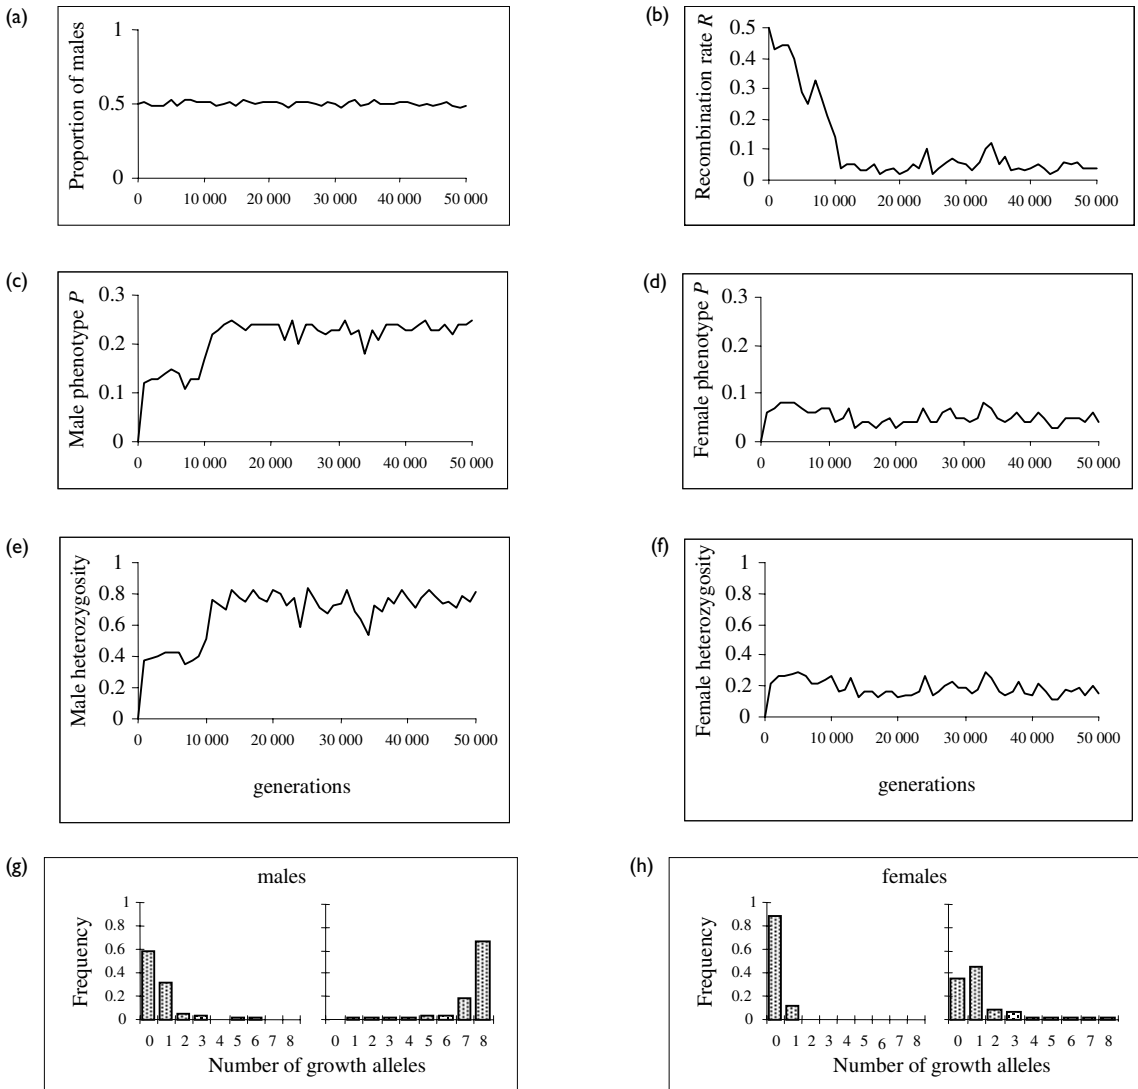 (a)
Proportion of males
1
0.5
0
0 10 000 20 000 30 000 40 000 50 000
(b)
Recombination rate R
0.5
0.4
0.3
0.2
0.1
0
0 10 000 20 000 30 000 40 000 50 000
(c)
Male phenotype P
0.3
0.2
0.1
0
0 10 000 20 000 30 000 40 000 50 000
(d)
Female phenotype P
0.3
0.2
0.1
0
0 10 000 20 000 30 000 40 000 50 000
(e)
Male heterozygosity
1
0.8
0.6
0.4
0.2
0
0 10 000 20 000 30 000 40 000 50 000
generations
(f)
Female heterozygosity
1
0.8
0.6
0.4
0.2
0
0 10 000 20 000 30 000 40 000 50 000
generations
(g)
males
Frequency
1
0.8
0.6
0.4
0.2
0
0 1 2 3 4 5 6 7 8 0 1 2 3 4 5 6 7 8
Number of growth alleles
(h)
females
Frequency
1
0.8
0.6
0.4
0.2
0
0 1 2 3 4 5 6 7 8 0 1 2 3 4 5 6 7 8
Number of growth alleles